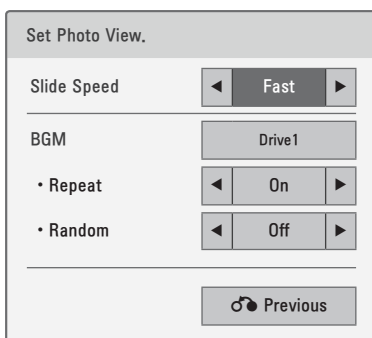 Set Photo View.
Slide Speed ◀ Fast ▶
BGM Drive1
• Repeat ◀ On ▶
• Random ◀ Off ▶
Previous